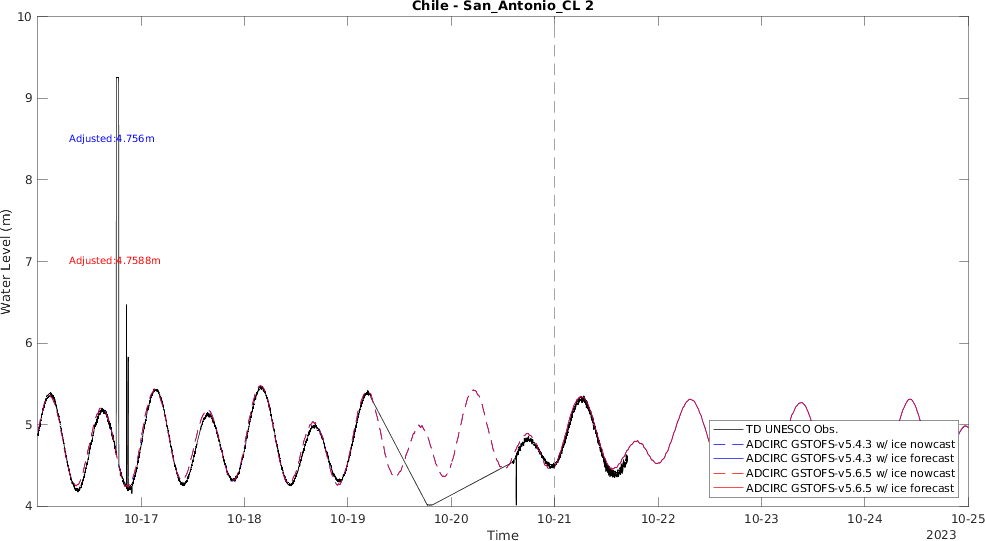 Chile - San_Antonio_CL 2
10
9
8
7
6
5
4
Water Level (m)
Adjusted:4.756m
Adjusted:4.7588m
TD UNESCO Obs.
ADCIRC GSTOFS-v5.4.3 w/ ice nowcast
ADCIRC GSTOFS-v5.4.3 w/ ice forecast
ADCIRC GSTOFS-v5.6.5 w/ ice nowcast
ADCIRC GSTOFS-v5.6.5 w/ ice forecast
10-17 10-18 10-19 10-20 10-21 10-22 10-23 10-24 10-25
Time
2023